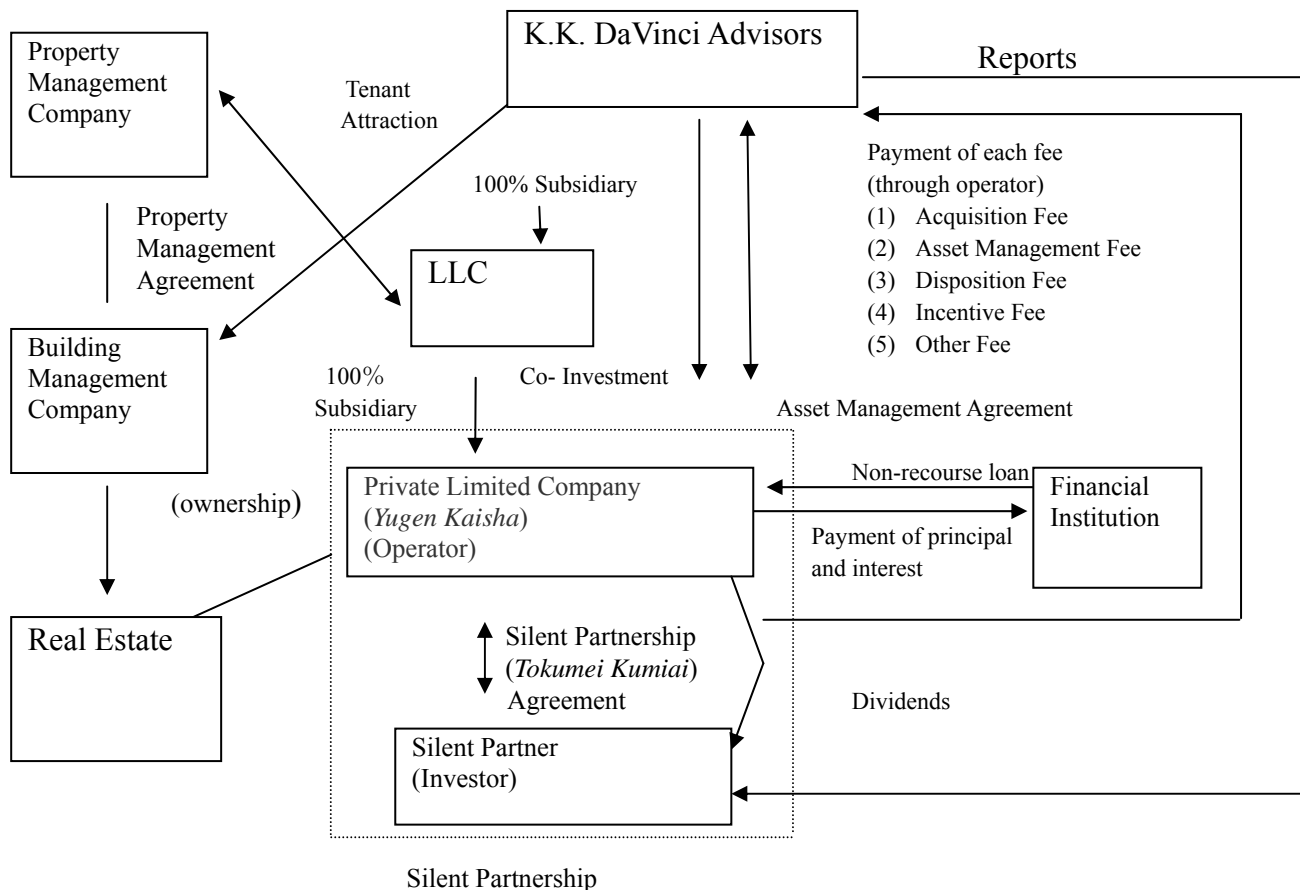 K.K. DaVinci Advisors
Reports
Property
Management
Company
Tenant
Attraction
Payment of each fee
(through operator)
(1) Acquisition Fee
(2) Asset Management Fee
(3) Disposition Fee
(4) Incentive Fee
(5) Other Fee
100% Subsidiary
Property
Management
Agreement
LLC
Building
Management
Company
100%
Subsidiary
Co- Investment
Asset Management Agreement
(ownership)
Private Limited Company
(Yugen Kaisha)
(Operator)
Non-recourse loan
Payment of principal
and interest
Financial
Institution
Real Estate
Silent Partnership
(Tokumei Kumiai)
Agreement
Dividends
Silent Partner
(Investor)
Silent Partnership